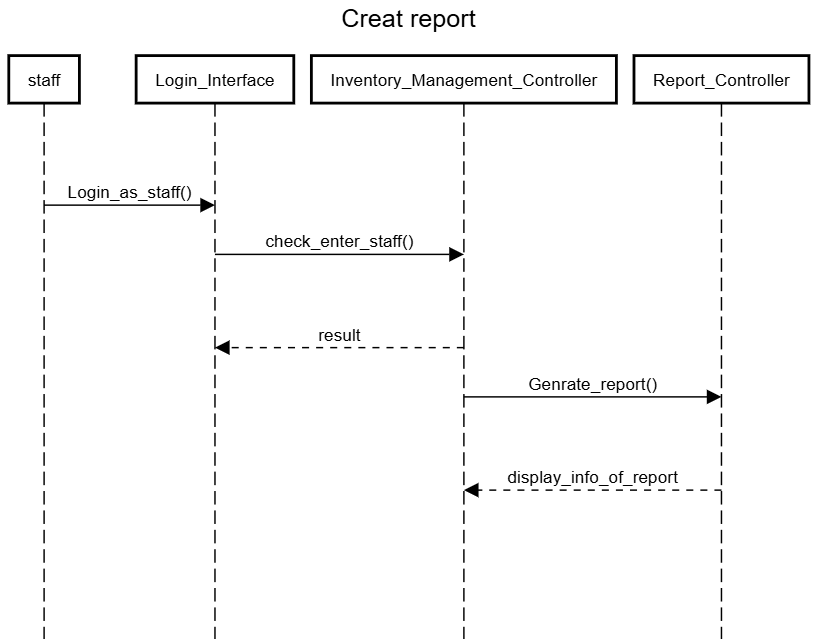 Creat report
staff
Login_Interface
Inventory_Management_Controller
Report_Controller
Login_as_staff()
check_enter_staff()
result
Genrate_report()
display_info_of_report